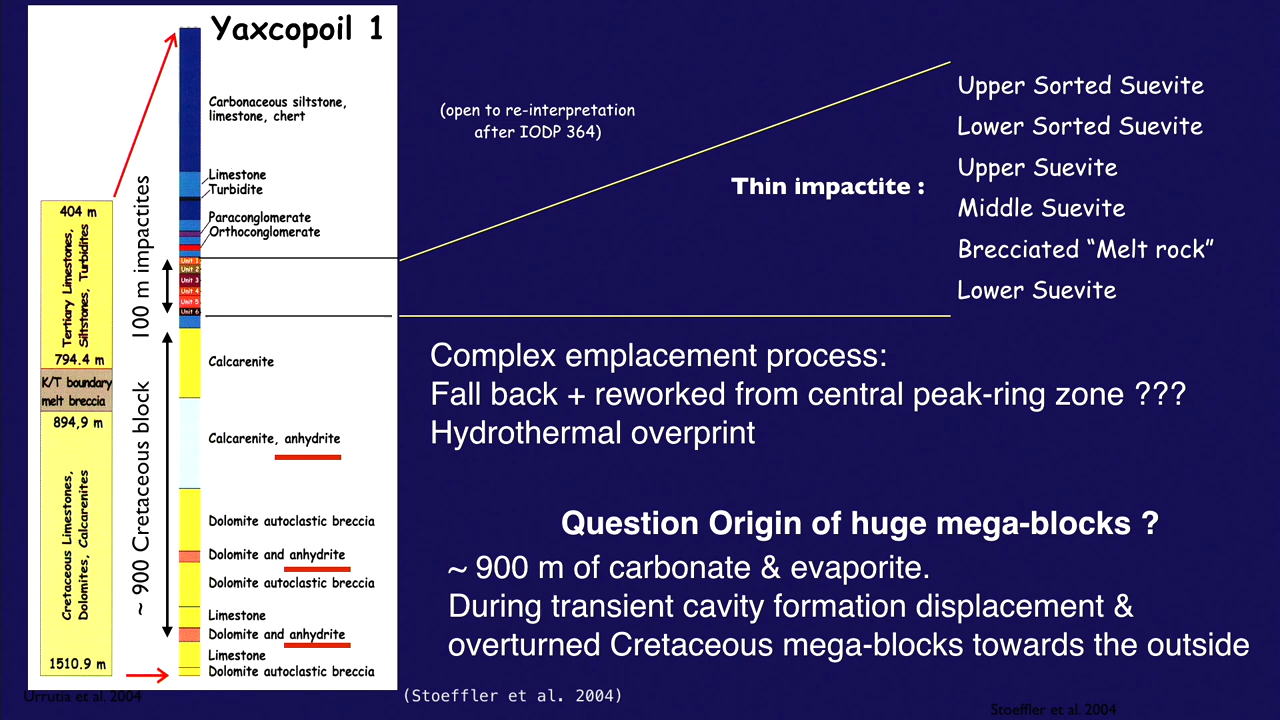 Yaxcopoil 1
Carbonaceous siltstone,
limestone, chert
Limestone
Turbidite
Paraconglomerate
Orthoconglomerate
Unit 1
Unit 2
Unit 3
Unit 4
Unit 5
Unit 6
Calcarenite
Calcarenite, anhydrite
Dolomite autoclastic breccia
Dolomite and anhydrite
Dolomite autoclastic breccia
Limestone
Dolomite and anhydrite
Limestone
Dolomite autoclastic breccia
404 m
Tertiary Limestones,
Siltstones, Turbidites
794.4 m
K/T boundary
melt breccia
894,9 m
Cretaceous Limestones,
Dolomites, Calcarenites
1510.9 m
100 m impactites
~ 900 Cretaceous block
Urrutia et al. 2004
(open to re-interpretation
after IODP 364)
Thin impactite :
Upper Sorted Suevite
Lower Sorted Suevite
Upper Suevite
Middle Suevite
Brecciated “Melt rock”
Lower Suevite
Complex emplacement process:
Fall back + reworked from central peak-ring zone ???
Hydrothermal overprint
Question Origin of huge mega-blocks ?
~ 900 m of carbonate & evaporite.
During transient cavity formation displacement &
overturned Cretaceous mega-blocks towards the outside
(Stoeffler et al. 2004)
Stoeffler et al. 2004